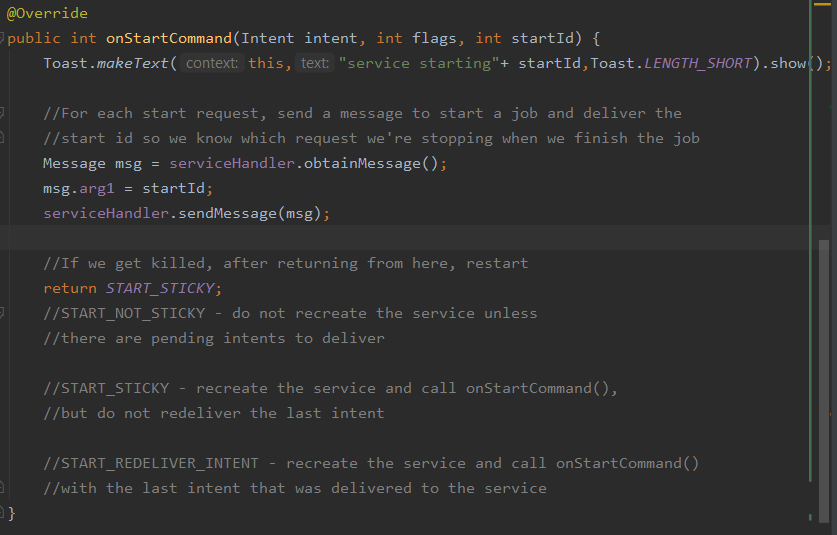 @Override
public int onStartCommand(Intent intent, int flags, int startId) {
Toast.makeText( context: this, text: "service starting"+ startId,Toast.LENGTH_SHORT).show();
//For each start request, send a message to start a job and deliver the
//start id so we know which request we're stopping when we finish the job
Message msg = serviceHandler.obtainMessage();
msg.arg1 = startId;
serviceHandler.sendMessage(msg);
//If we get killed, after returning from here, restart
return START_STICKY;
//START_NOT_STICKY - do not recreate the service unless
//there are pending intents to deliver
//START_STICKY - recreate the service and call onStartCommand(),
//but do not redeliver the last intent
//START_REDELIVER_INTENT - recreate the service and call onStartCommand()
//with the last intent that was delivered to the service
}